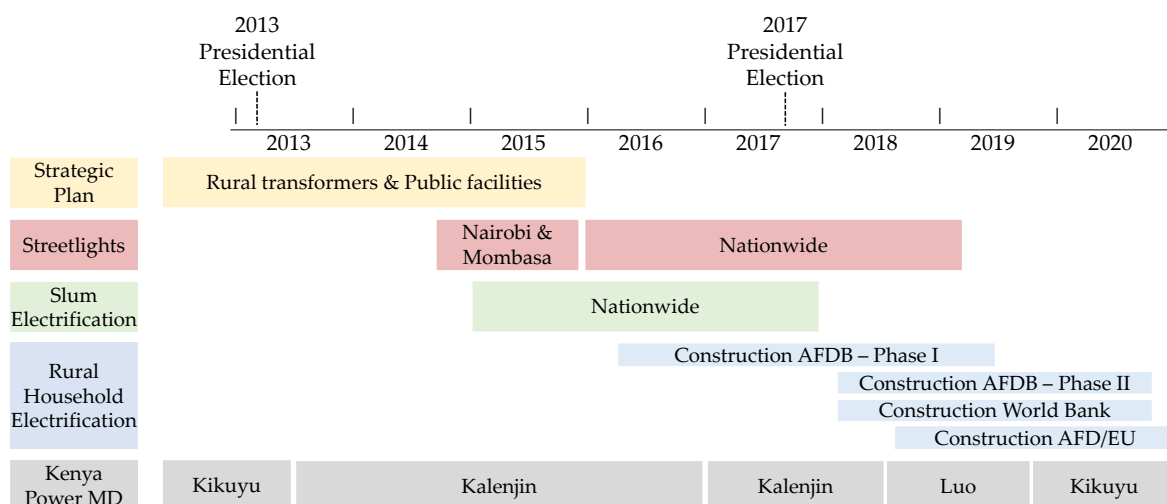 2013
Presidential
Election
2017
Presidential
Election
2013 2014 2015 2016 2017 2018 2019 2020
Strategic
Plan
Rural transformers & Public facilities
Streetlights
Nairobi &
Mombasa
Nationwide
Slum
Electrification
Nationwide
Rural
Household
Electrification
Construction AFDB – Phase I
Construction AFDB – Phase II
Construction World Bank
Construction AFD/EU
Kenya
Power MD
Kikuyu Kalenjin Kalenjin Luo Kikuyu